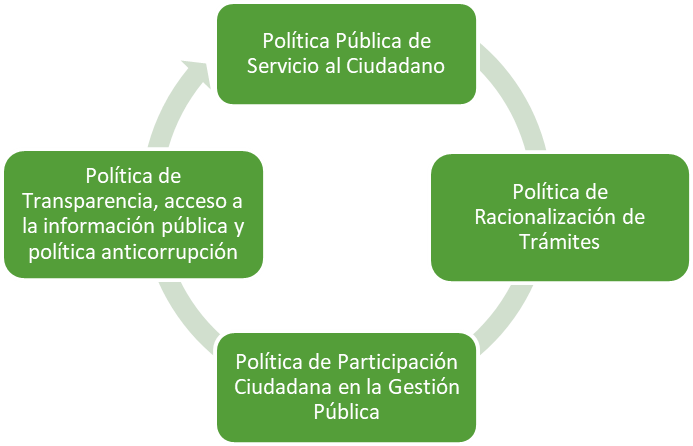 Política Pública de
Servicio al Ciudadano
Política de
Racionalización de
Trámites
Política de Participación
Ciudadana en la Gestión
Pública
Política de
Transparencia, acceso a
la información pública y
política anticorrupción